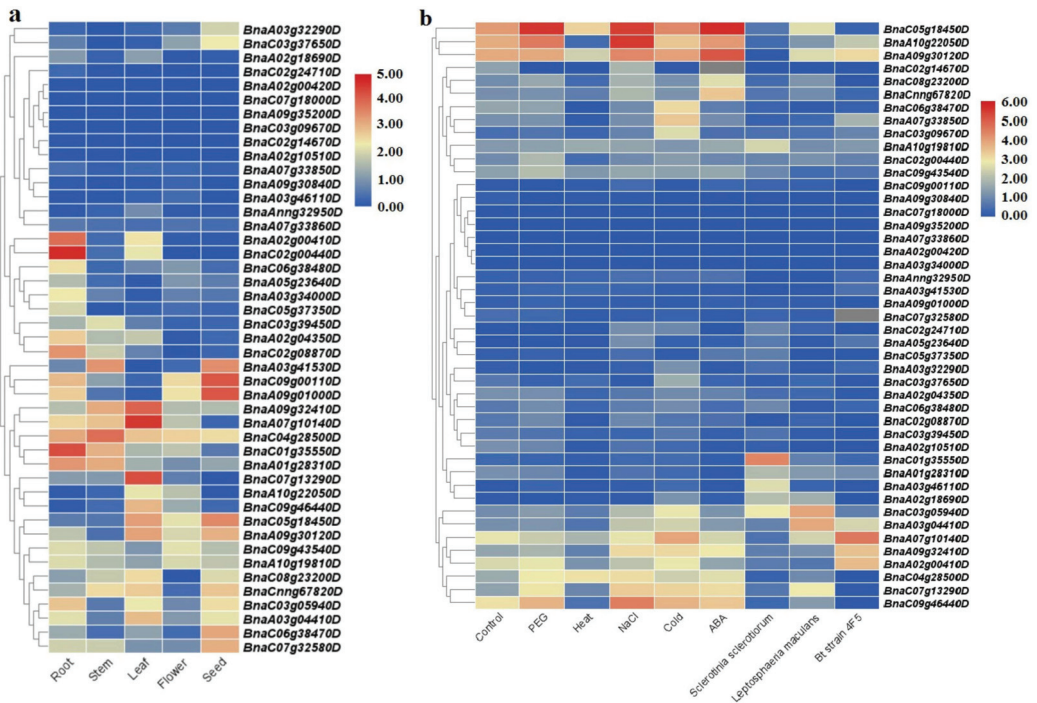 a
BnaA03g32290D
BnaC03g37650D
BnaA02g18690D
BnaC02g24710D
BnaA02g00420D
BnaC07g18000D
BnaA09g35200D
BnaC03g09670D
BnaC02g14670D
BnaA02g10510D
BnaA07g33850D
BnaA09g30840D
BnaA03g46110D
BnaAnng32950D
BnaA07g33860D
BnaA02g00410D
BnaC02g00440D
BnaC06g38480D
BnaA05g23640D
BnaA03g34000D
BnaC05g37350D
BnaC03g39450D
BnaA02g04350D
BnaC02g08870D
BnaA03g41530D
BnaC09g00110D
BnaA09g01000D
BnaA09g32410D
BnaA07g10140D
BnaC04g28500D
BnaC01g35550D
BnaA01g28310D
BnaC07g13290D
BnaA10g22050D
BnaC09g46440D
BnaC05g18450D
BnaA09g30120D
BnaC09g43540D
BnaA10g19810D
BnaC08g23200D
BnaCnng67820D
BnaC03g05940D
BnaA03g04410D
BnaC06g38470D
BnaC07g32580D
Root Stem Leaf Flower Seed
5.00
4.00
3.00
2.00
1.00
0.00
b
BnaC05g18450D
BnaA10g22050D
BnaA09g30120D
BnaC02g14670D
BnaC08g23200D
BnaCnng67820D
BnaC06g38470D
BnaA07g33850D
BnaC03g09670D
BnaA10g19810D
BnaC02g00440D
BnaC09g43540D
BnaC09g00110D
BnaA09g30840D
BnaC07g18000D
BnaA09g35200D
BnaA07g33860D
BnaA02g00420D
BnaA03g34000D
BnaAnng32950D
BnaA03g41530D
BnaA09g01000D
BnaC07g32580D
BnaC02g24710D
BnaA05g23640D
BnaC05g37350D
BnaA03g32290D
BnaC03g37650D
BnaA02g04350D
BnaC06g38480D
BnaC02g08870D
BnaC03g39450D
BnaA02g10510D
BnaC01g35550D
BnaA01g28310D
BnaA03g46110D
BnaA02g18690D
BnaC03g05940D
BnaA03g04410D
BnaA07g10140D
BnaA09g32410D
BnaA02g00410D
BnaC04g28500D
BnaC07g13290D
BnaC09g46440D
Control PEG Heat NaCl Cold ABA Sclerotinia sclerotiorum Leptosphaeria maculans Bt strain 4F5
6.00
5.00
4.00
3.00
2.00
1.00
0.00